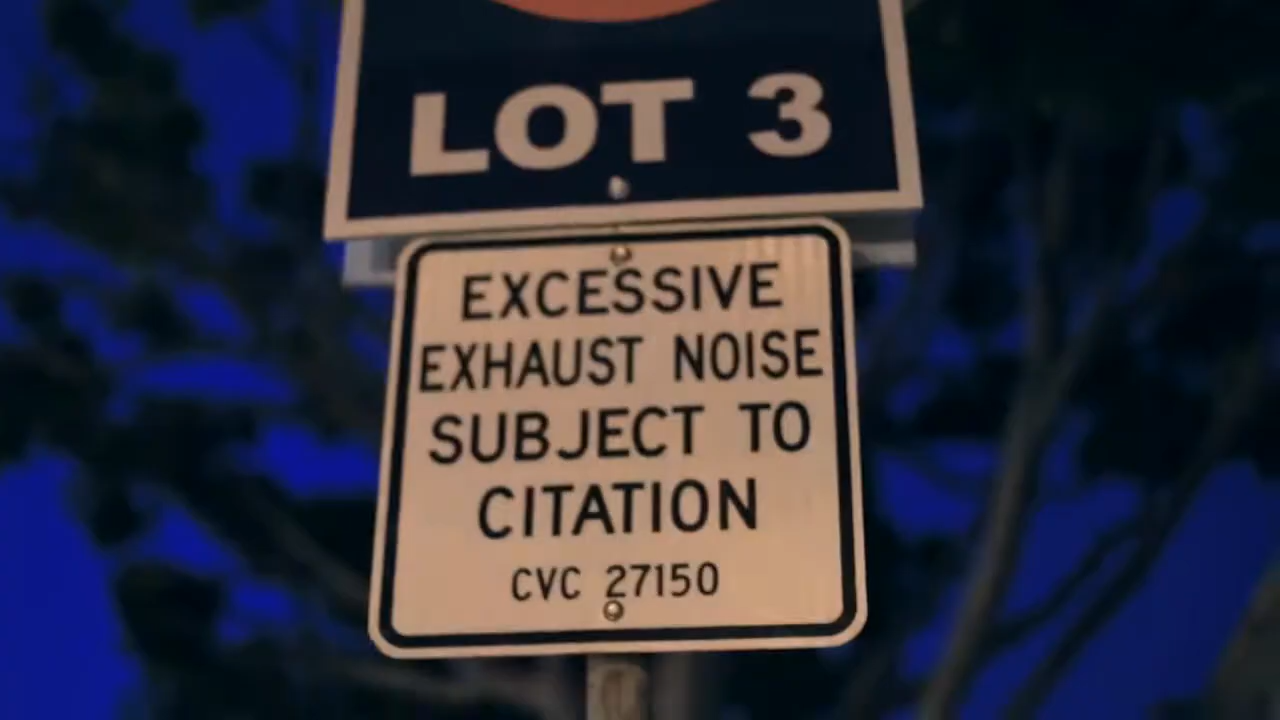 LOT 3
EXCESSIVE
EXHAUST NOISE
SUBJECT TO
CITATION
CVC 27150